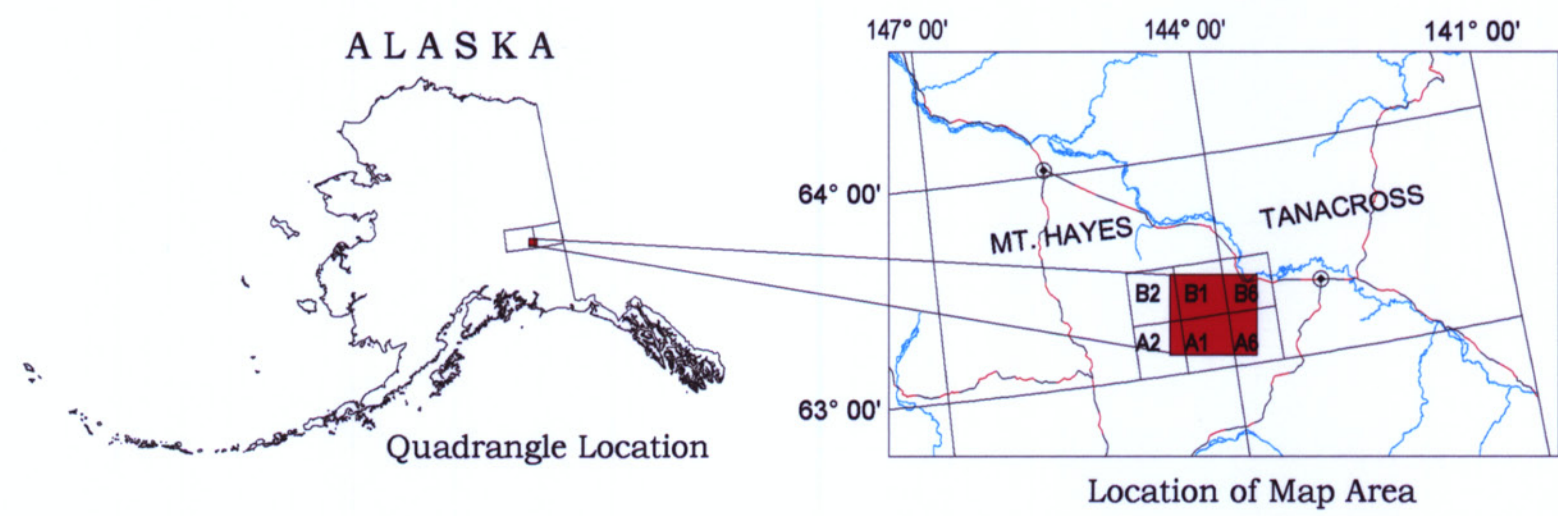 ALASKA
Quadrangle Location
147° 00' 144° 00' 141° 00'
64° 00'
MT. HAYES TANACROSS
B2 B1 B6
A2 A1 A6
63° 00'
Location of Map Area